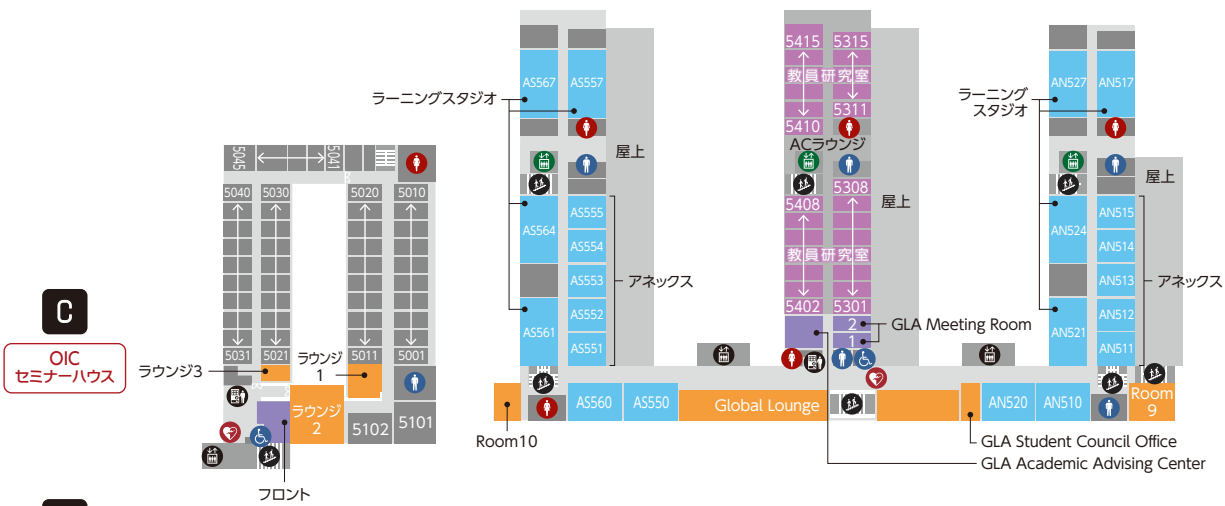 C
OIC
セミナーハウス
5045
5041
5040
5030
5020
5010
5031
5021
5011
5001
ラウンジ3
ラウンジ
1
ラウンジ
2
5102
5101
フロント
ラーニングスタジオ
AS567
AS557
屋上
AS564
AS555
AS554
AS553
AS552
AS551
AS561
アネックス
AS560
AS550
Global Lounge
Room10
5415
5315
教員研究室
5410
5311
ACラウンジ
5408
5308
屋上
教員研究室
5402
5301
2
1
GLA Meeting Room
ラーニング
スタジオ
AN527
AN517
屋上
AN524
AN515
AN514
AN513
AN512
AN511
AN521
アネックス
AN520
AN510
Room
9
GLA Student Council Office
GLA Academic Advising Center